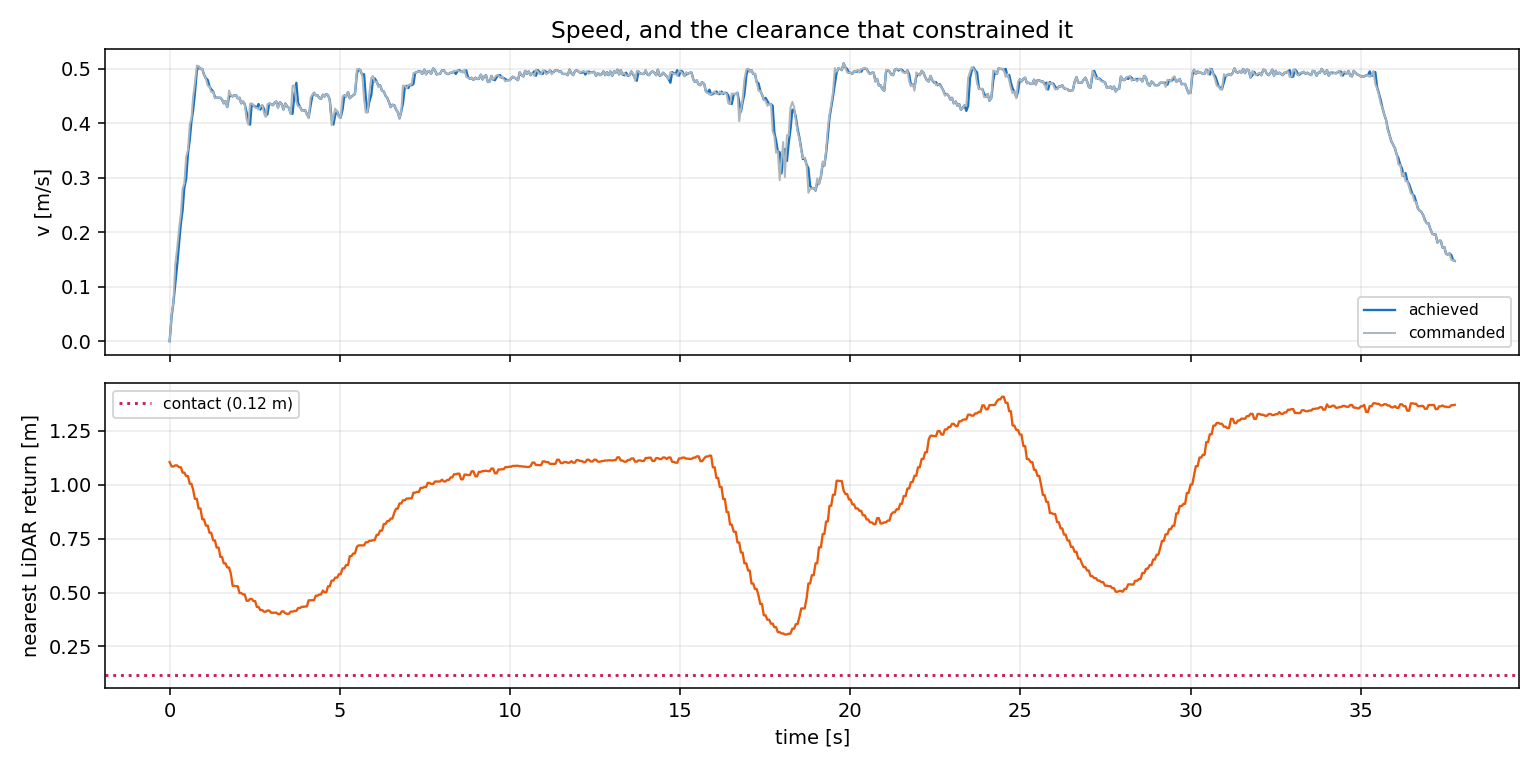 Speed, and the clearance that constrained it
0.5
0.4
0.3
0.2
0.1
0.0
v [m/s]
achieved
commanded
contact (0.12 m)
1.25
1.00
0.75
0.50
0.25
nearest LiDAR return [m]
0 5 10 15 20 25 30 35
time [s]